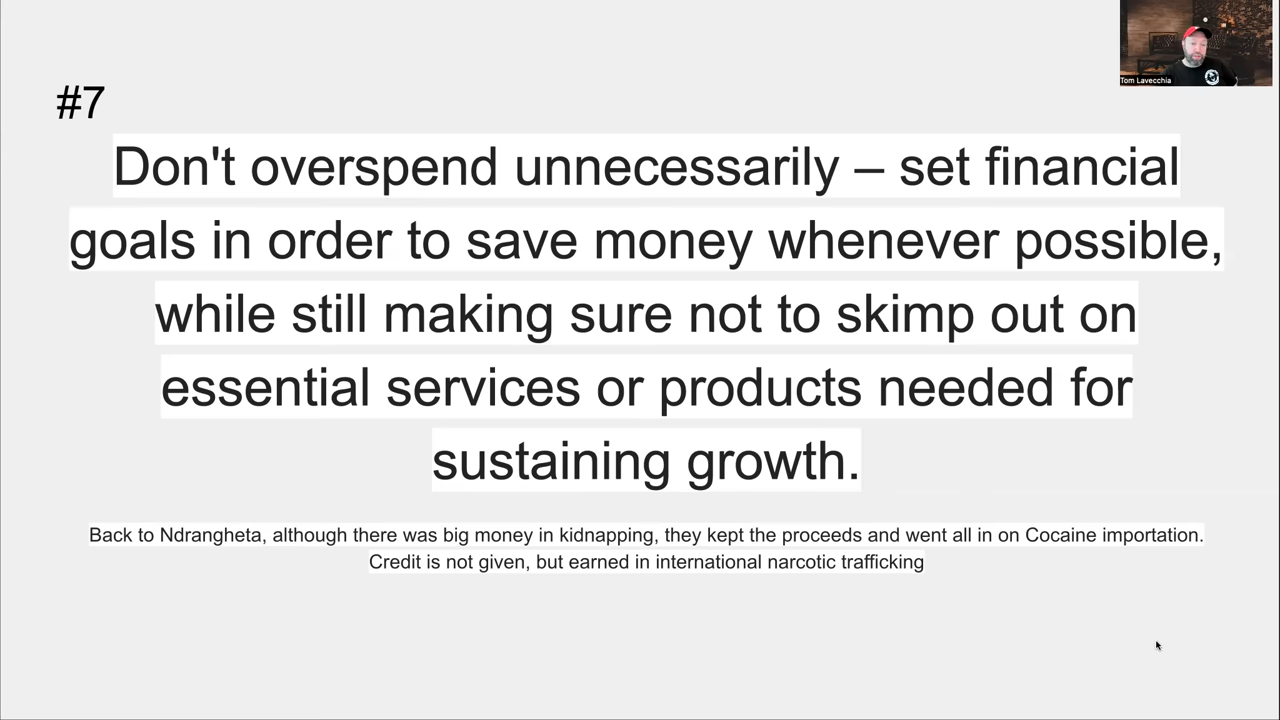 Tom Lavecchia
#7
Don't overspend unnecessarily – set financial
goals in order to save money whenever possible,
while still making sure not to skimp out on
essential services or products needed for
sustaining growth.
Back to Ndrangheta, although there was big money in kidnapping, they kept the proceeds and went all in on Cocaine importation.
Credit is not given, but earned in international narcotic trafficking